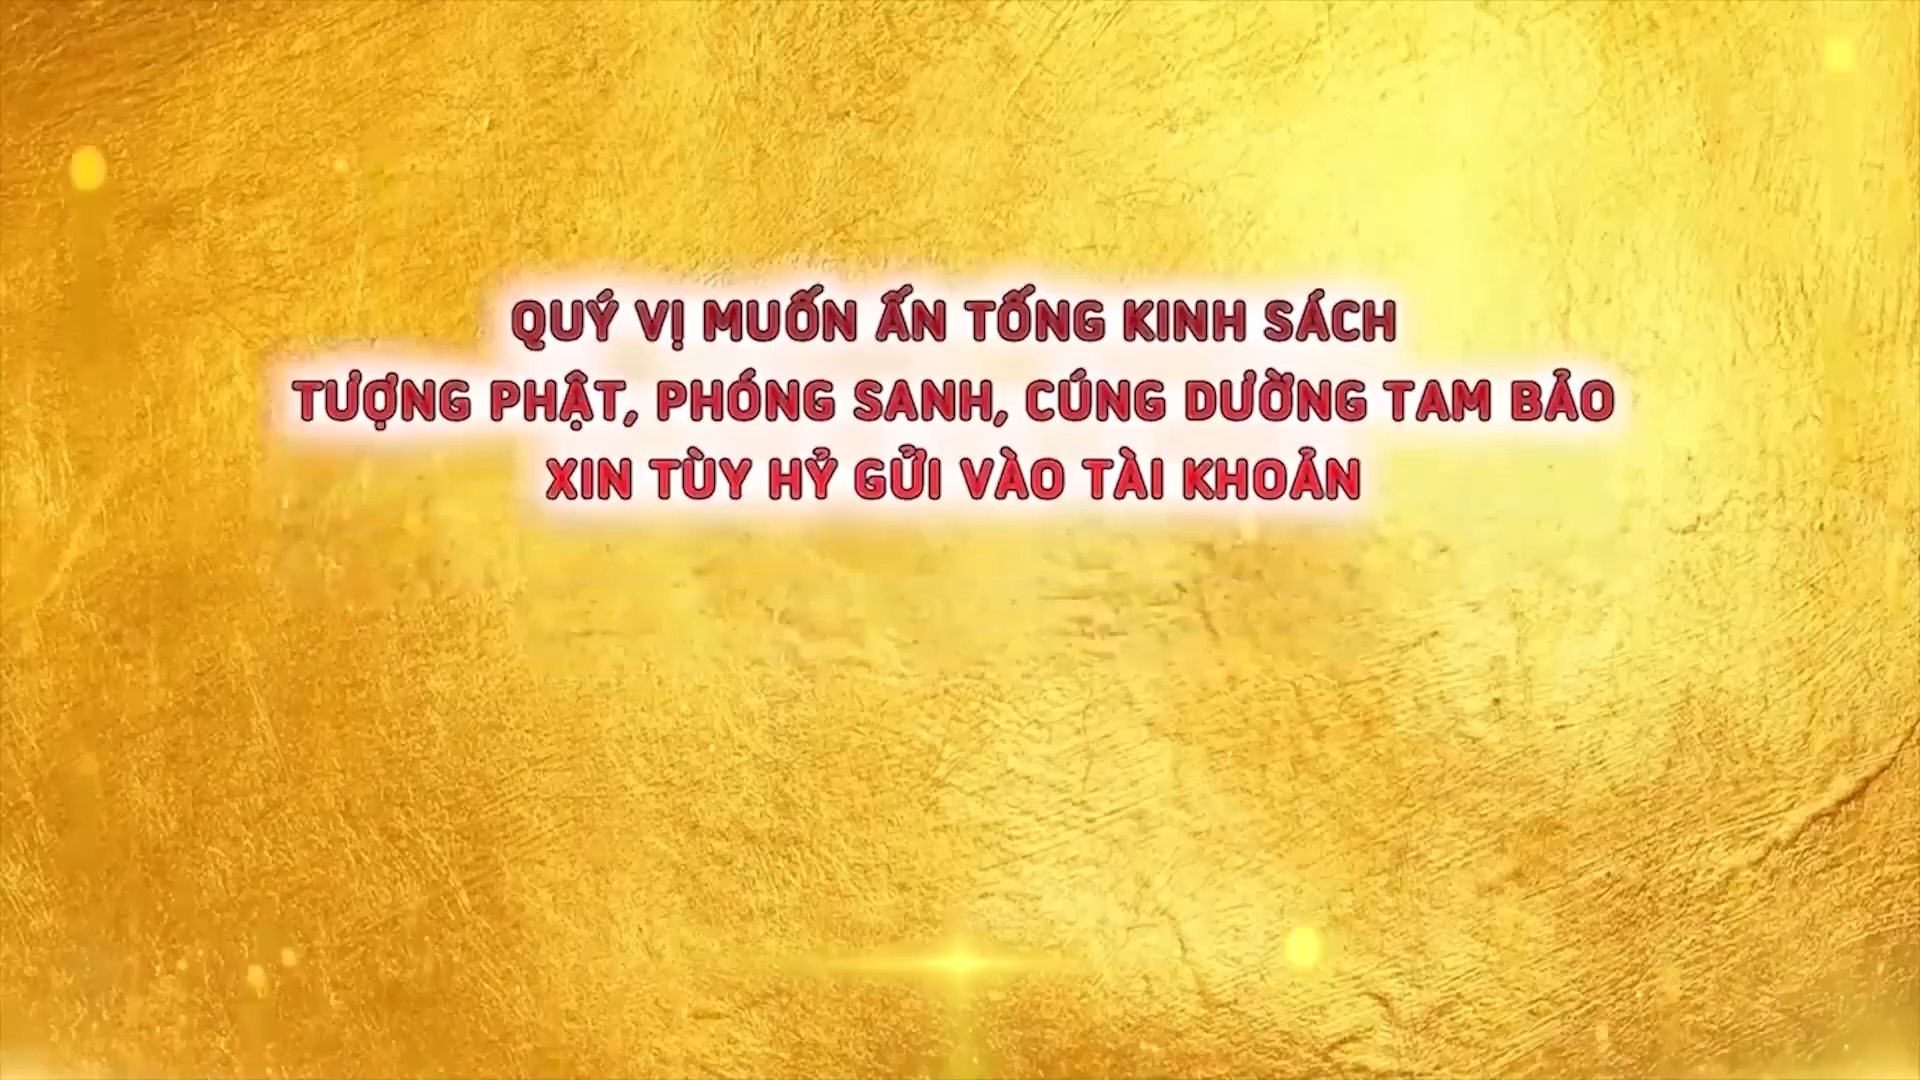 QUÝ VỊ MUỐN ẤN TỐNG KINH SÁCH
TƯỢNG PHẬT, PHÓNG SANH, CÚNG DƯỜNG TAM BẢO
XIN TÙY HỶ GỬI VÀO TÀI KHOẢN